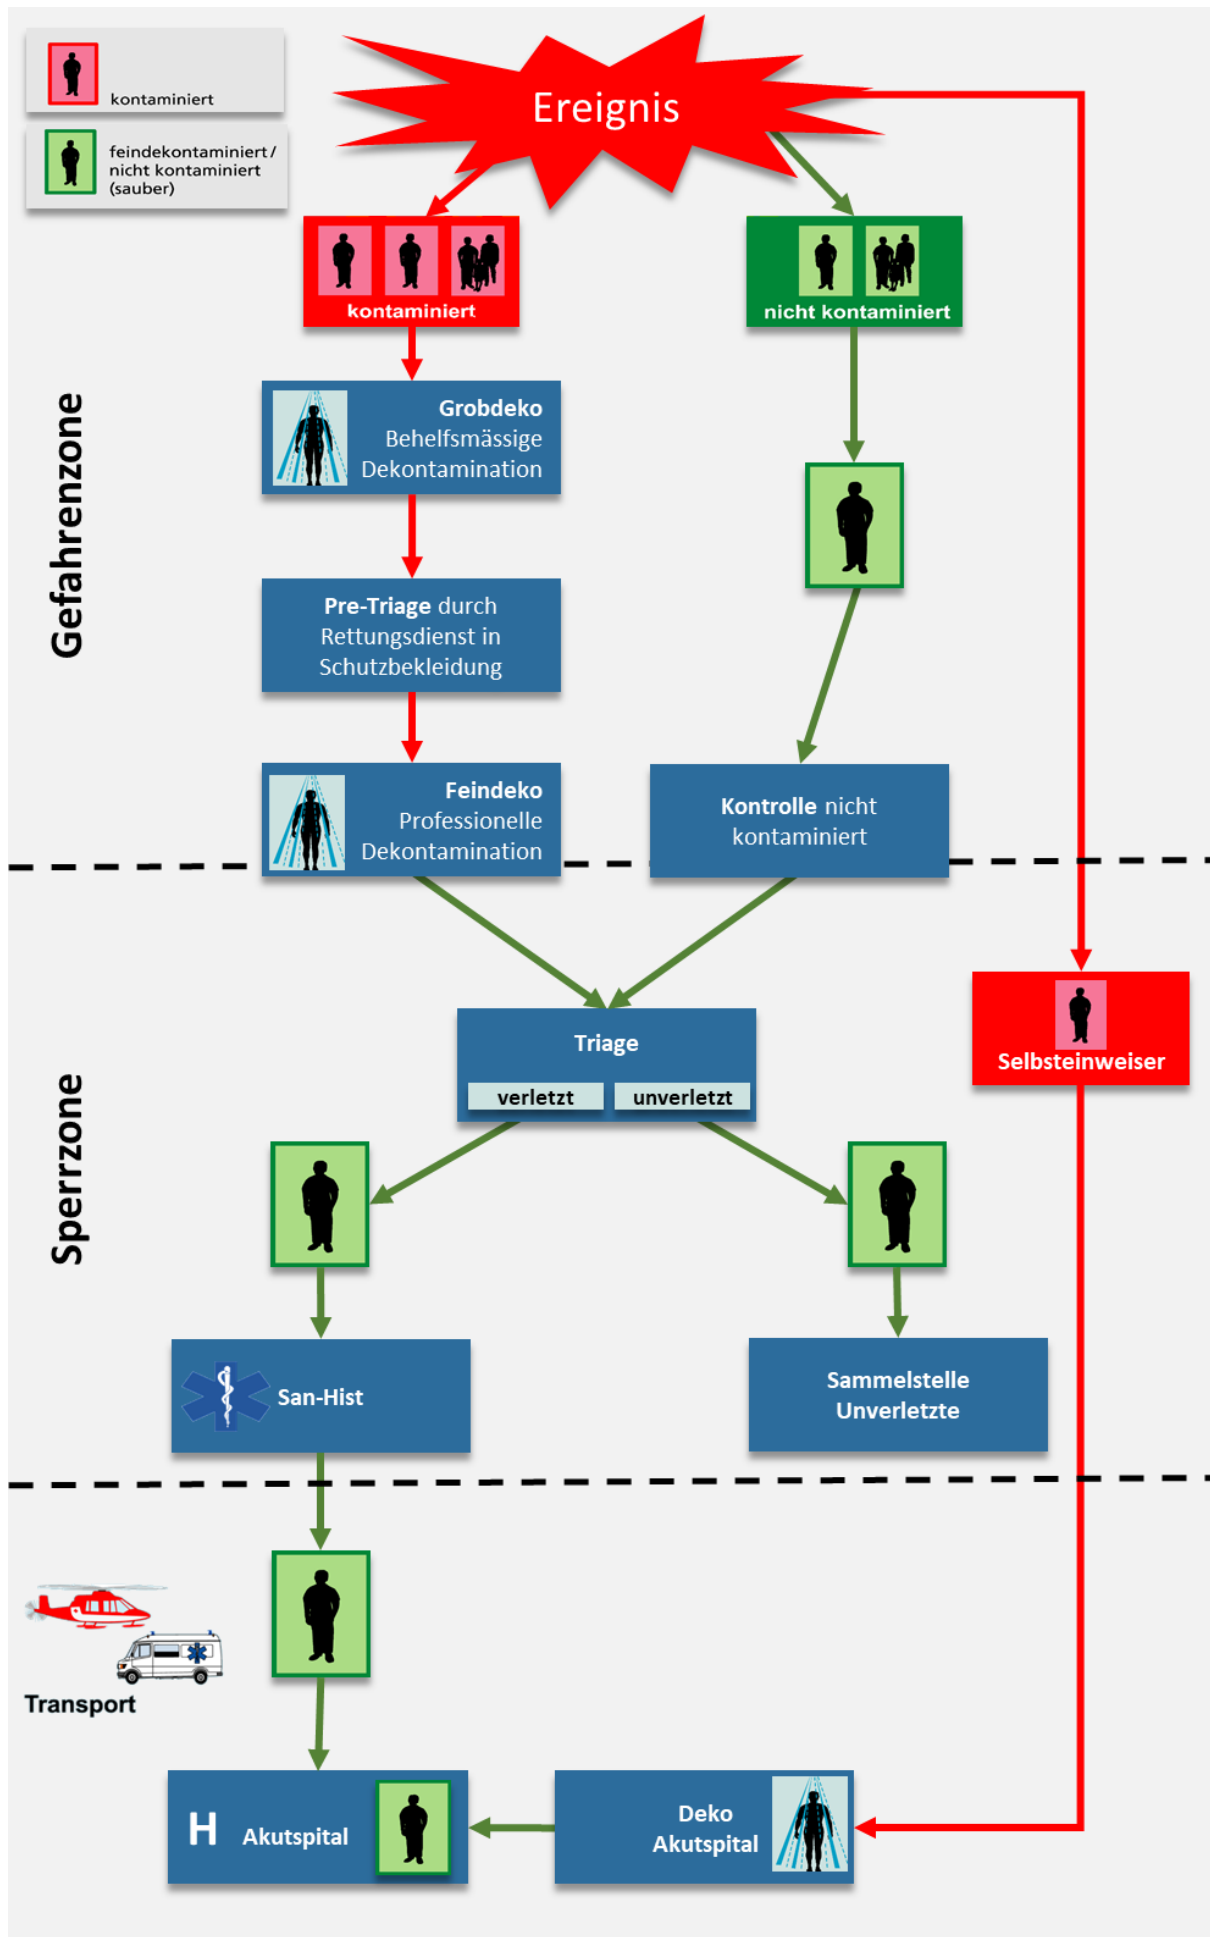 kontaminiert
feindekontaminiert /
nicht kontaminiert
(sauber)
Ereignis
kontaminiert
nicht kontaminiert
Gefahrenzone
Grobdeko
Behelfsmässige
Dekontamination
Pre-Triage durch
Rettungsdienst in
Schutzbekleidung
Feindeko
Professionelle
Dekontamination
Kontrolle nicht
kontaminiert
Sperrzone
Triage
verletzt
unverletzt
Selbsteinweiser
San-Hist
Sammelstelle
Unverletzte
Transport
H Akutspital
Deko
Akutspital